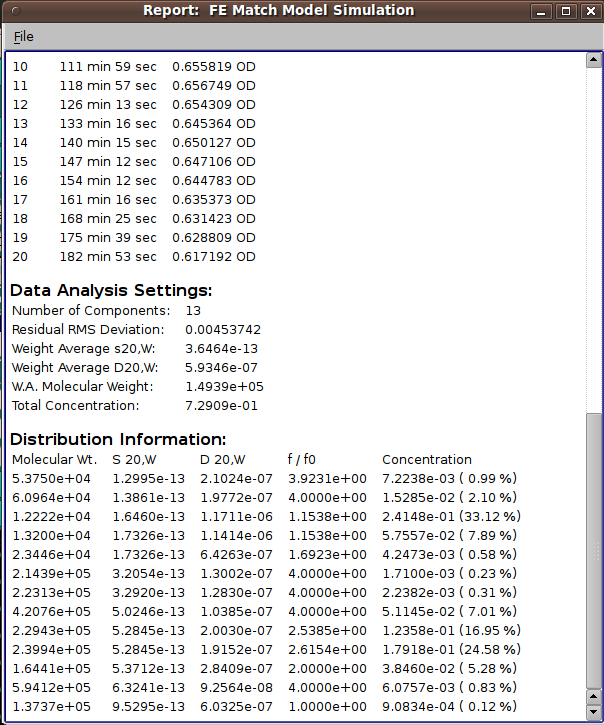 Report:  FE Match Model Simulation
File
10 111 min 59 sec 0.655819 OD
11 118 min 57 sec 0.656749 OD
12 126 min 13 sec 0.654309 OD
13 133 min 16 sec 0.645364 OD
14 140 min 15 sec 0.650127 OD
15 147 min 12 sec 0.647106 OD
16 154 min 12 sec 0.644783 OD
17 161 min 16 sec 0.635373 OD
18 168 min 25 sec 0.631423 OD
19 175 min 39 sec 0.628809 OD
20 182 min 53 sec 0.617192 OD
Data Analysis Settings:
Number of Components: 13
Residual RMS Deviation: 0.00453742
Weight Average s20,W: 3.6464e-13
Weight Average D20,W: 5.9346e-07
W.A. Molecular Weight: 1.4939e+05
Total Concentration: 7.2909e-01
Distribution Information:
Molecular Wt. S 20,W D 20,W f / f0 Concentration
5.3750e+04 1.2995e-13 2.1024e-07 3.9231e+00 7.2238e-03 ( 0.99 %)
6.0964e+04 1.3861e-13 1.9772e-07 4.0000e+00 1.5285e-02 ( 2.10 %)
1.2222e+04 1.6460e-13 1.1711e-06 1.1538e+00 2.4148e-01 (33.12 %)
1.3200e+04 1.7326e-13 1.1414e-06 1.1538e+00 5.7557e-02 ( 7.89 %)
2.3446e+04 1.7326e-13 6.4263e-07 1.6923e+00 4.2473e-03 ( 0.58 %)
2.1439e+05 3.2054e-13 1.3002e-07 4.0000e+00 1.7100e-03 ( 0.23 %)
2.2313e+05 3.2920e-13 1.2830e-07 4.0000e+00 2.2382e-03 ( 0.31 %)
4.2076e+05 5.0246e-13 1.0385e-07 4.0000e+00 5.1145e-02 ( 7.01 %)
2.2943e+05 5.2845e-13 2.0030e-07 2.5385e+00 1.2358e-01 (16.95 %)
2.3994e+05 5.2845e-13 1.9152e-07 2.6154e+00 1.7918e-01 (24.58 %)
1.6441e+05 5.3712e-13 2.8409e-07 2.0000e+00 3.8460e-02 ( 5.28 %)
5.9412e+05 6.3241e-13 9.2564e-08 4.0000e+00 6.0757e-03 ( 0.83 %)
1.3737e+05 9.5295e-13 6.0325e-07 1.0000e+00 9.0834e-04 ( 0.12 %)